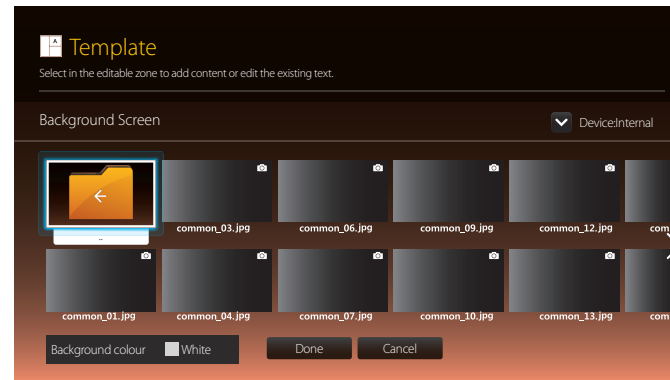 A
Template
Select in the editable zone to add content or edit the existing text.
Background Screen
Device:Internal
common_03.jpg common_06.jpg common_09.jpg common_12.jpg com
..
common_01.jpg common_04.jpg common_07.jpg common_10.jpg common_13.jpg com
Background colour White Done Cancel